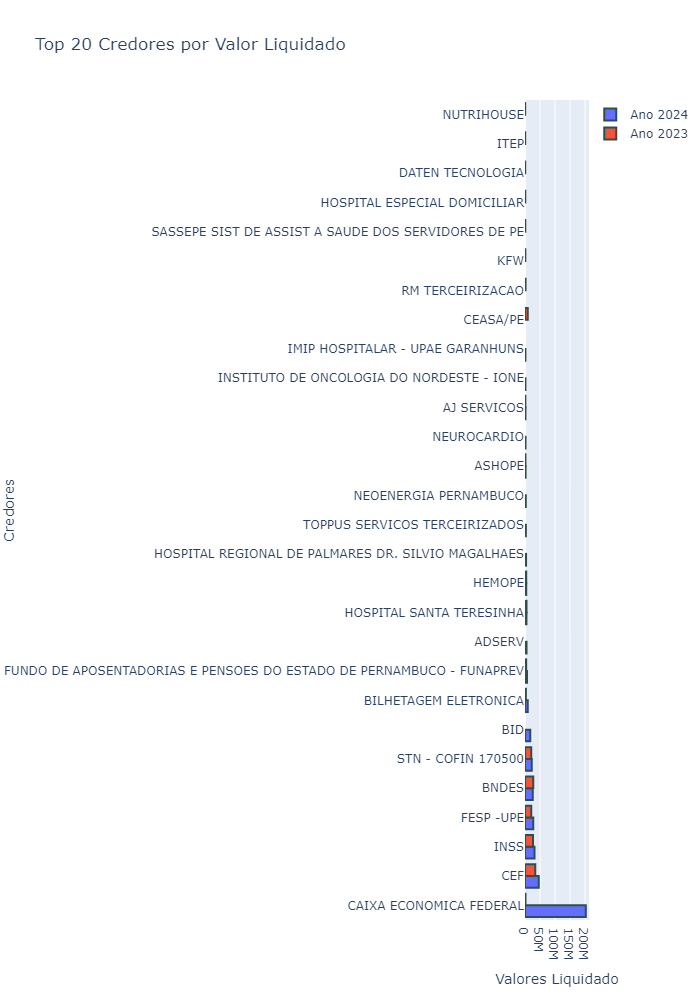 Top 20 Credores por Valor Liquidado
Ano 2024
Ano 2023
NUTRIHOUSE
ITEP
DATEN TECNOLOGIA
HOSPITAL ESPECIAL DOMICILIAR
SASSEPE SIST DE ASSIST A SAUDE DOS SERVIDORES DE PE
KFW
RM TERCEIRIZACAO
CEASA/PE
IMIP HOSPITALAR - UPAE GARANHUNS
INSTITUTO DE ONCOLOGIA DO NORDESTE - IONE
AJ SERVICOS
NEUROCARDIO
ASHOPE
NEOENERGIA PERNAMBUCO
TOPPUS SERVICOS TERCEIRIZADOS
HOSPITAL REGIONAL DE PALMARES DR. SILVIO MAGALHAES
HEMOPE
HOSPITAL SANTA TERESINHA
ADSERV
FUNDO DE APOSENTADORIAS E PENSOES DO ESTADO DE PERNAMBUCO - FUNAPREV
BILHETAGEM ELETRONICA
BID
STN - COFIN 170500
BNDES
FESP -UPE
INSS
CEF
CAIXA ECONOMICA FEDERAL
Credores
0
50M
100M
150M
200M
Valores Liquidado